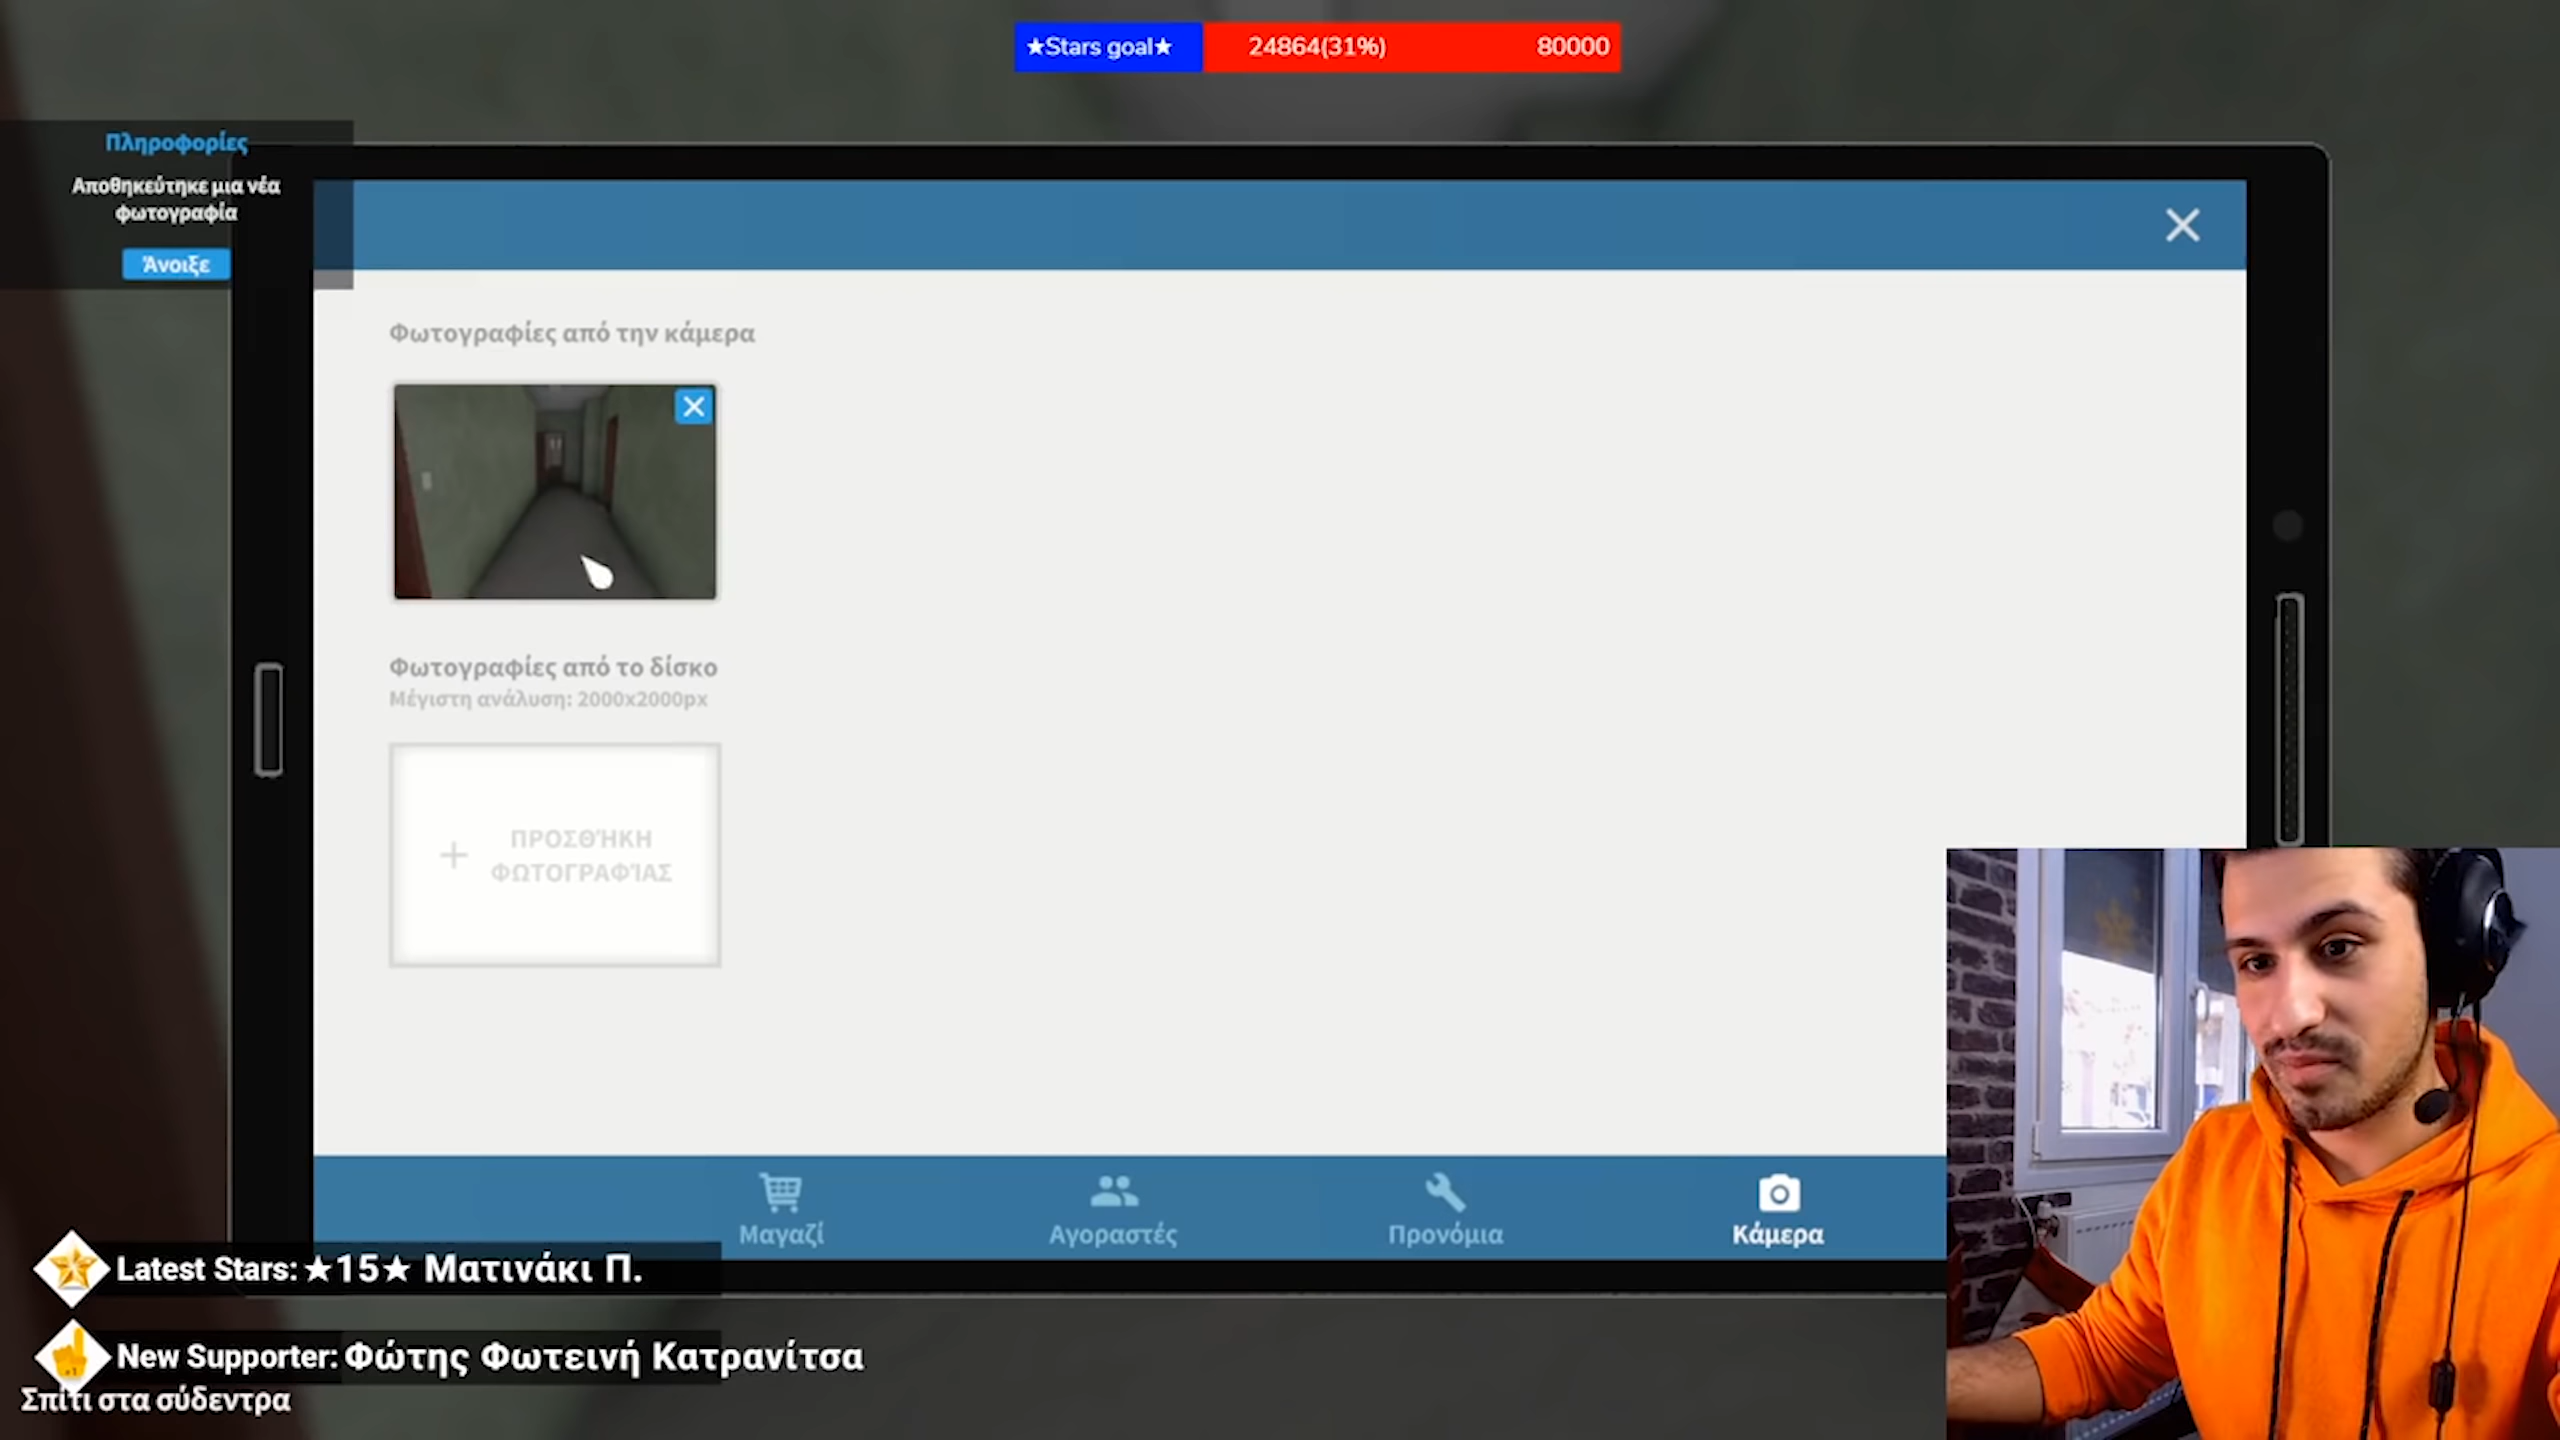 ★Stars goal★ 24864(31%) 80000
Πληροφορίες
Αποθηκεύτηκε μια νέα
φωτογραφία
Άνοιξε
Φωτογραφίες από την κάμερα
Φωτογραφίες από το δίσκο
Μέγιστη ανάλυση: 2000x2000px
+ ΠΡΟΣΘΉΚΗ
ΦΩΤΟΓΡΑΦΊΑΣ
Μαγαζί Αγοραστές Προνόμια Κάμερα
Latest Stars: ★15★ Ματινάκι Π.
New Supporter: Φώτης Φωτεινή Κατρανίτσα
Σπίτι στα σύδεντρα